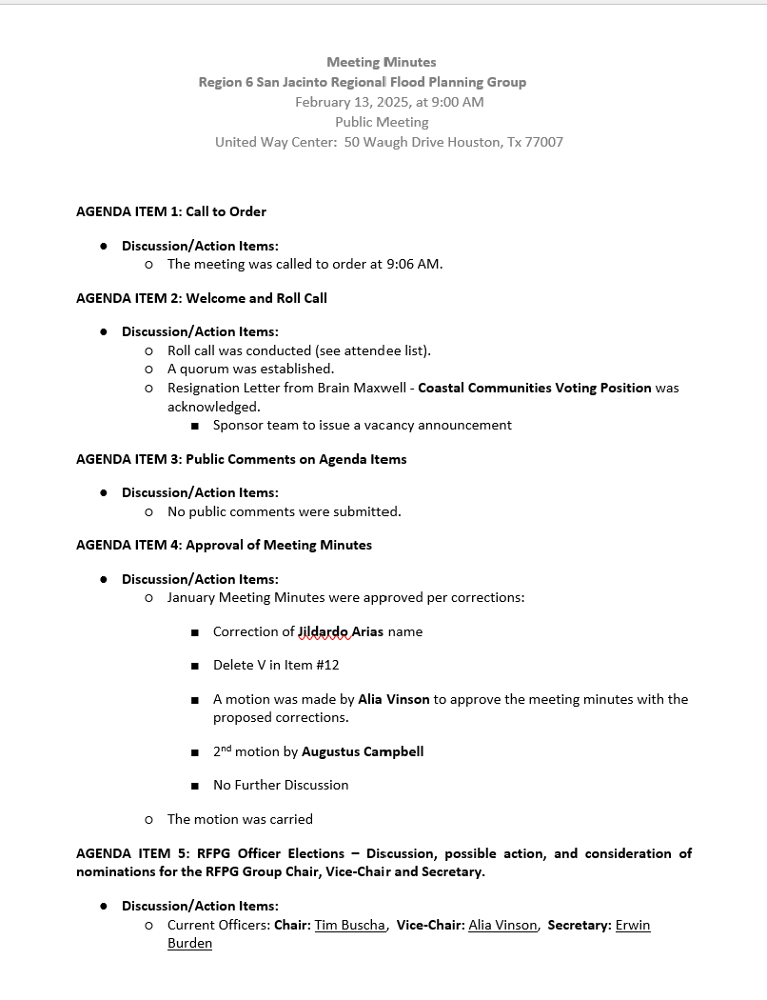 Meeting Minutes
Region 6 San Jacinto Regional Flood Planning Group
February 13, 2025, at 9:00 AM
Public Meeting
United Way Center:  50 Waugh Drive Houston, Tx 77007
AGENDA ITEM 1: Call to Order
● Discussion/Action Items:
○ The meeting was called to order at 9:06 AM.
AGENDA ITEM 2: Welcome and Roll Call
● Discussion/Action Items:
○ Roll call was conducted (see attendee list).
○ A quorum was established.
○ Resignation Letter from Brain Maxwell - Coastal Communities Voting Position was
acknowledged.
■ Sponsor team to issue a vacancy announcement
AGENDA ITEM 3: Public Comments on Agenda Items
● Discussion/Action Items:
○ No public comments were submitted.
AGENDA ITEM 4: Approval of Meeting Minutes
● Discussion/Action Items:
○ January Meeting Minutes were approved per corrections:
■ Correction of Jildardo Arias name
■ Delete V in Item #12
■ A motion was made by Alia Vinson to approve the meeting minutes with the
proposed corrections.
■ 2nd motion by Augustus Campbell
■ No Further Discussion
○ The motion was carried
AGENDA ITEM 5: RFPG Officer Elections – Discussion, possible action, and consideration of
nominations for the RFPG Group Chair, Vice-Chair and Secretary.
● Discussion/Action Items:
○ Current Officers: Chair: Tim Buscha,  Vice-Chair: Alia Vinson,  Secretary: Erwin
Burden